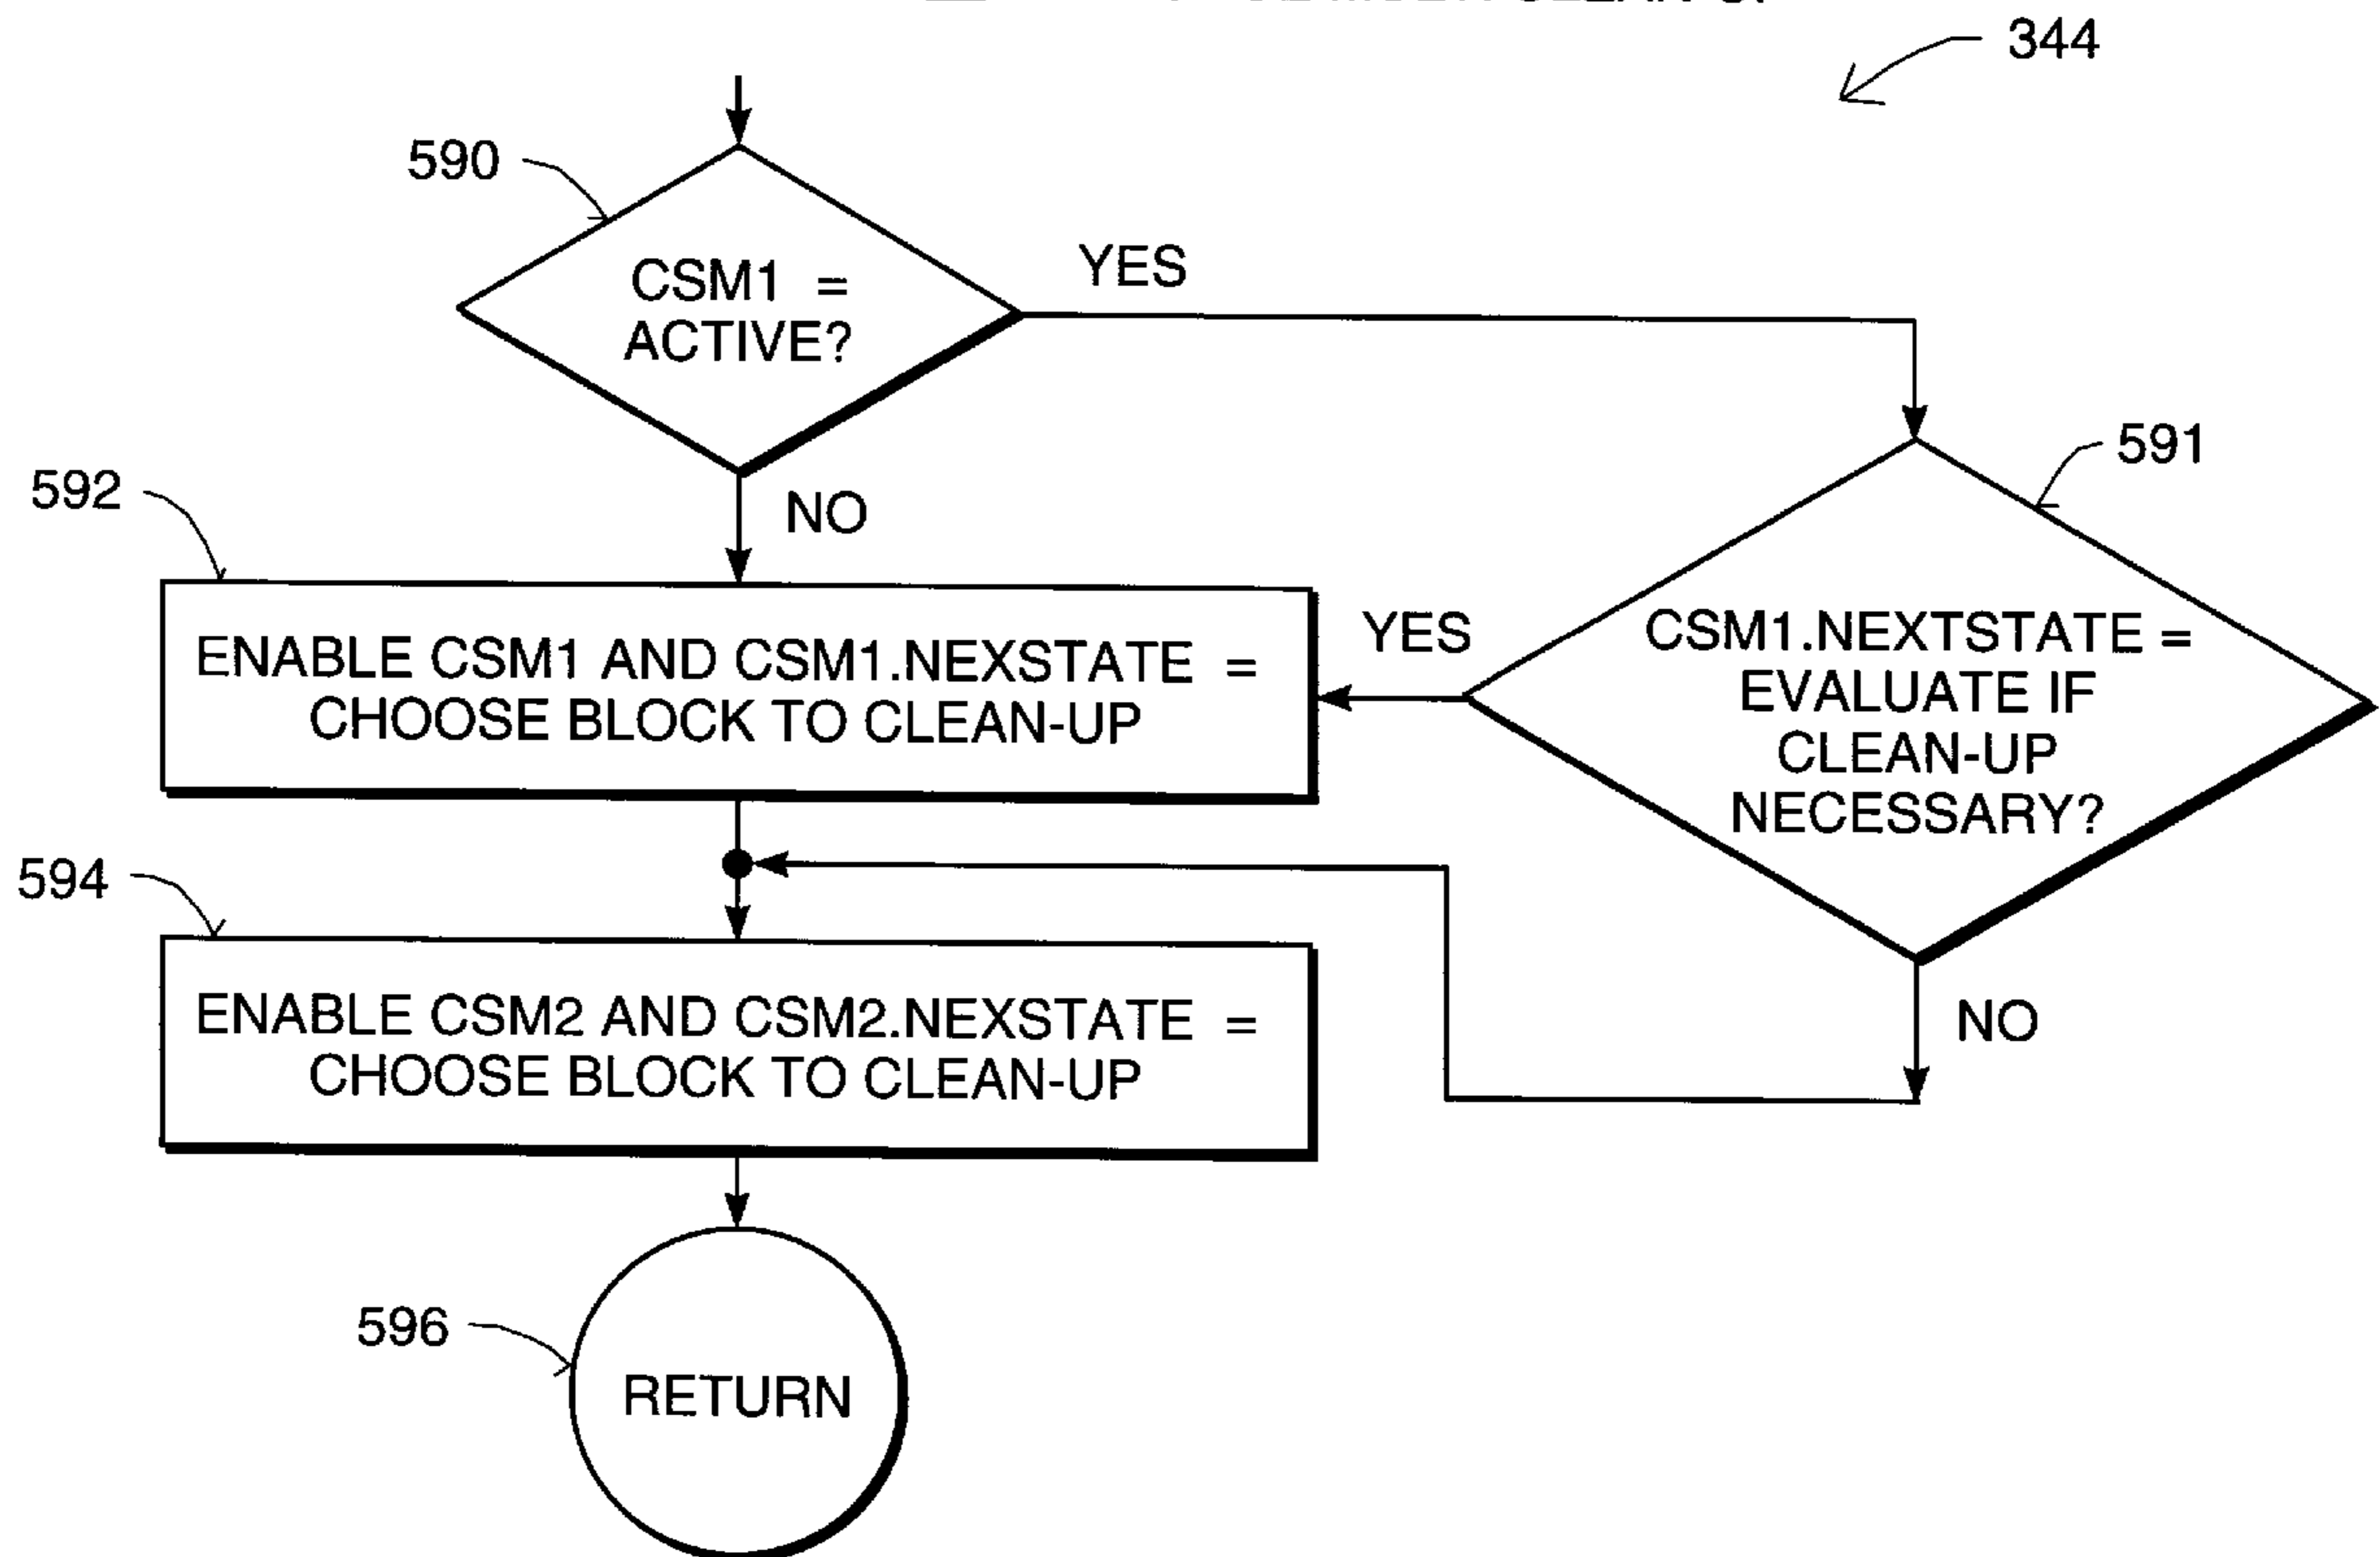 344
590
CSM1 =
ACTIVE?
YES
NO
591
592
ENABLE CSM1 AND CSM1.NEXSTATE =
CHOOSE BLOCK TO CLEAN-UP
YES
CSM1.NEXTSTATE =
EVALUATE IF
CLEAN-UP
NECESSARY?
594
ENABLE CSM2 AND CSM2.NEXSTATE =
CHOOSE BLOCK TO CLEAN-UP
NO
596
RETURN